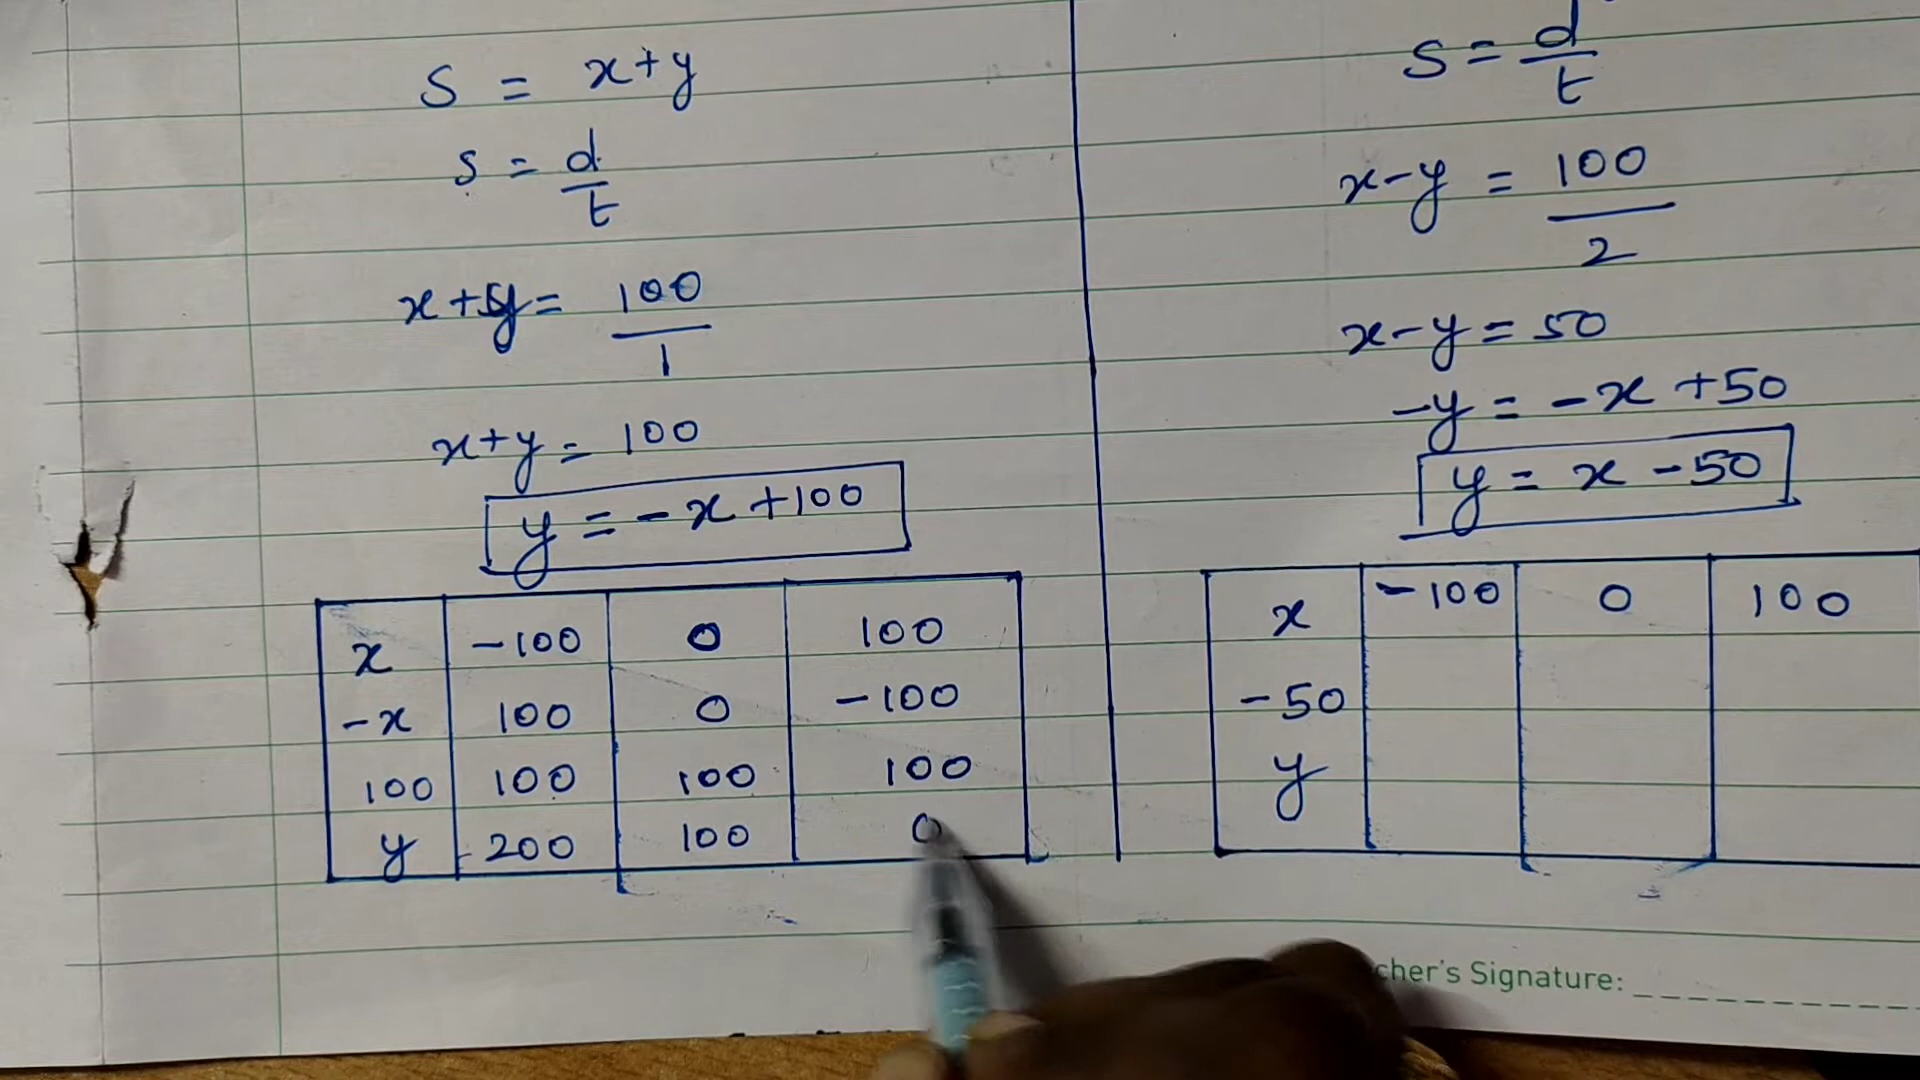 S = x+y
s = d/t
x+y = 100/1
x+y = 100
y = -x +100
x -100 0 100
-x 100 0 -100
100 100 100 100
y 200 100 0
S = d/t
x-y = 100/2
x-y = 50
-y = -x +50
y = x -50
x -100 0 100
-50
y
cher's Signature: